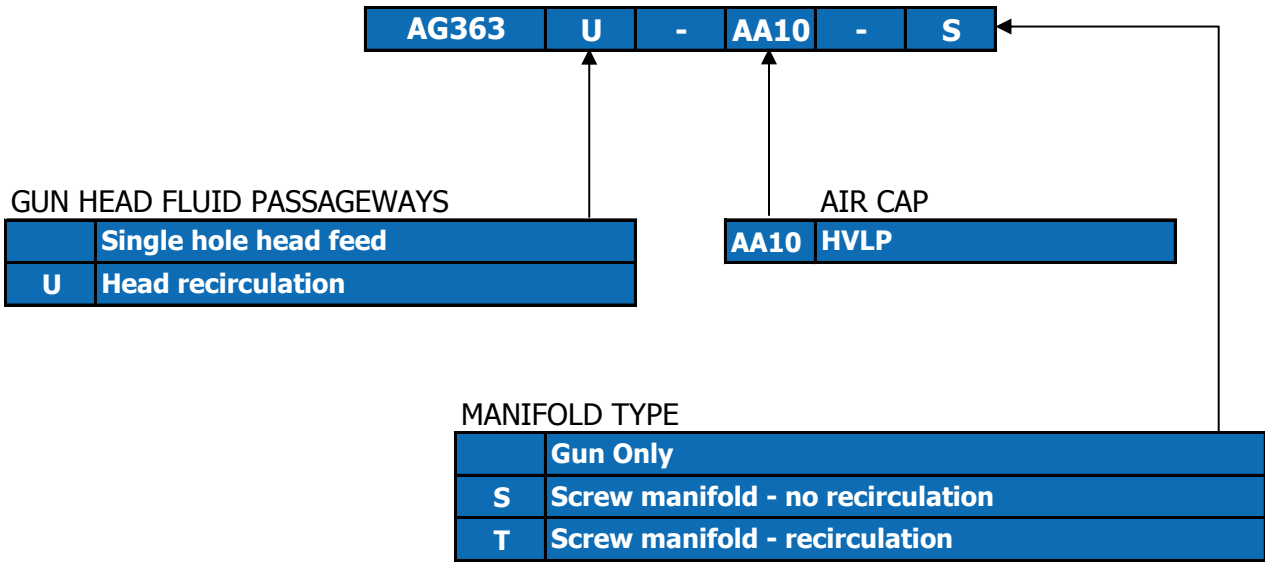 AG363 U - AA10 - S
GUN HEAD FLUID PASSAGEWAYS
Single hole head feed
U Head recirculation
AIR CAP
AA10 HVLP
MANIFOLD TYPE
Gun Only
S Screw manifold - no recirculation
T Screw manifold - recirculation